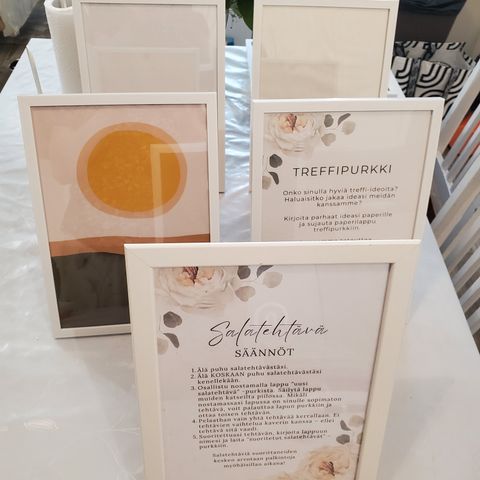 TREFFIPURKKI
Onko sinulla hyviä treffi-ideoita?
Haluaisitko jakaa ideasi meidän
kanssamme?
Kirjoita parhaat ideasi paperille
ja sujauta paperilappu
treffipurkkiin.
Salatehtävä
SÄÄNNÖT
1. Älä puhu salatehtävästäsi.
2. Älä KOSKAAN puhu salatehtävästäsi
kenellekään.
3. Osallistu nostamalla lappu "uusi
salatehtävä" -purkista. Säilytä lappu
muiden katseilta piilossa. Mikäli
nostamassasi lapussa on sinulle sopimaton
tehtävä, voit palauttaa lapun purkkiin ja
ottaa toisen tehtävän.
4. Pelaathan vain yhtä tehtävää kerrallaan. Ei
tehtävien vaihtelua kaverin kanssa – ellei
tehtävä sitä vaadi.
5. Suoritettuasi tehtävän, kirjoita lappuun
nimesi ja laita "suoritetut salatehtävät"–
purkkiin.
Salatehtäviä suorittaneiden
kesken arvotaan palkintoja
myöhäisillan aikana!